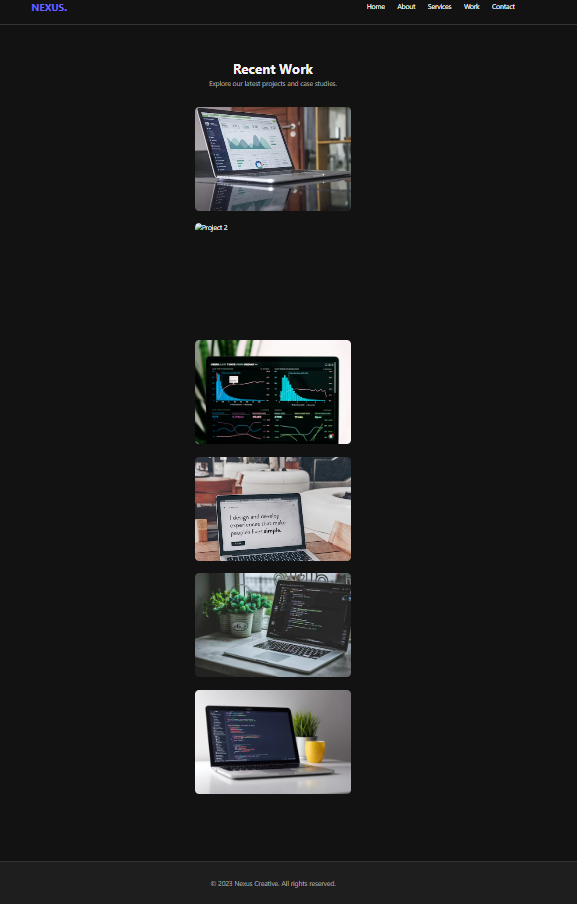 NEXUS.
Home About Services Work Contact
Recent Work
Explore our latest projects and case studies.
Project 2
I design and develop
experiences that make
people's lives simple.
© 2023 Nexus Creative. All rights reserved.